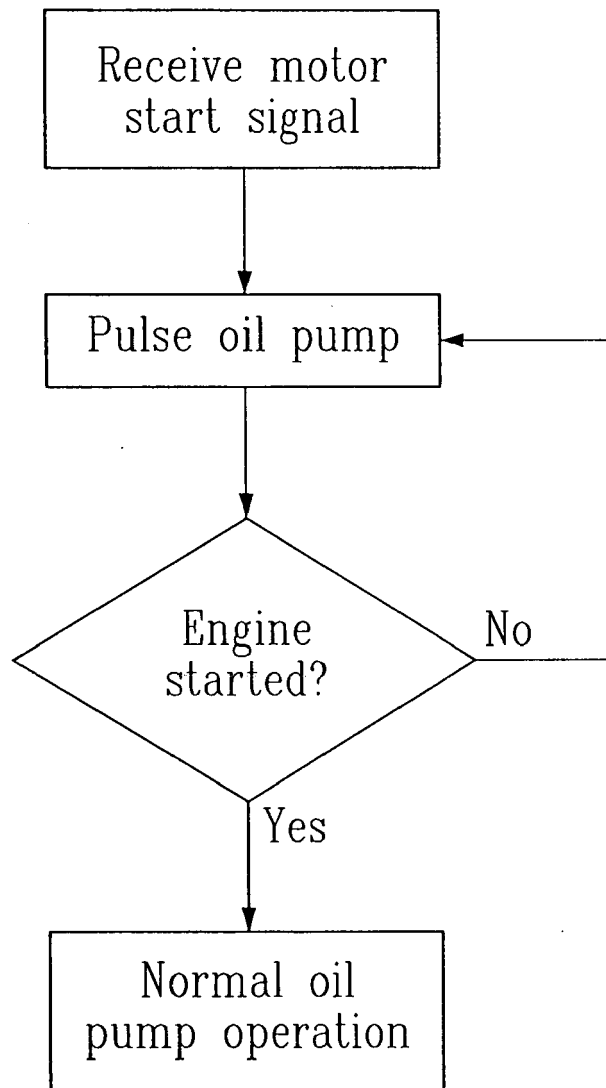 Receive motor
start signal
Pulse oil pump
Engine
started?
No
Yes
Normal oil
pump operation